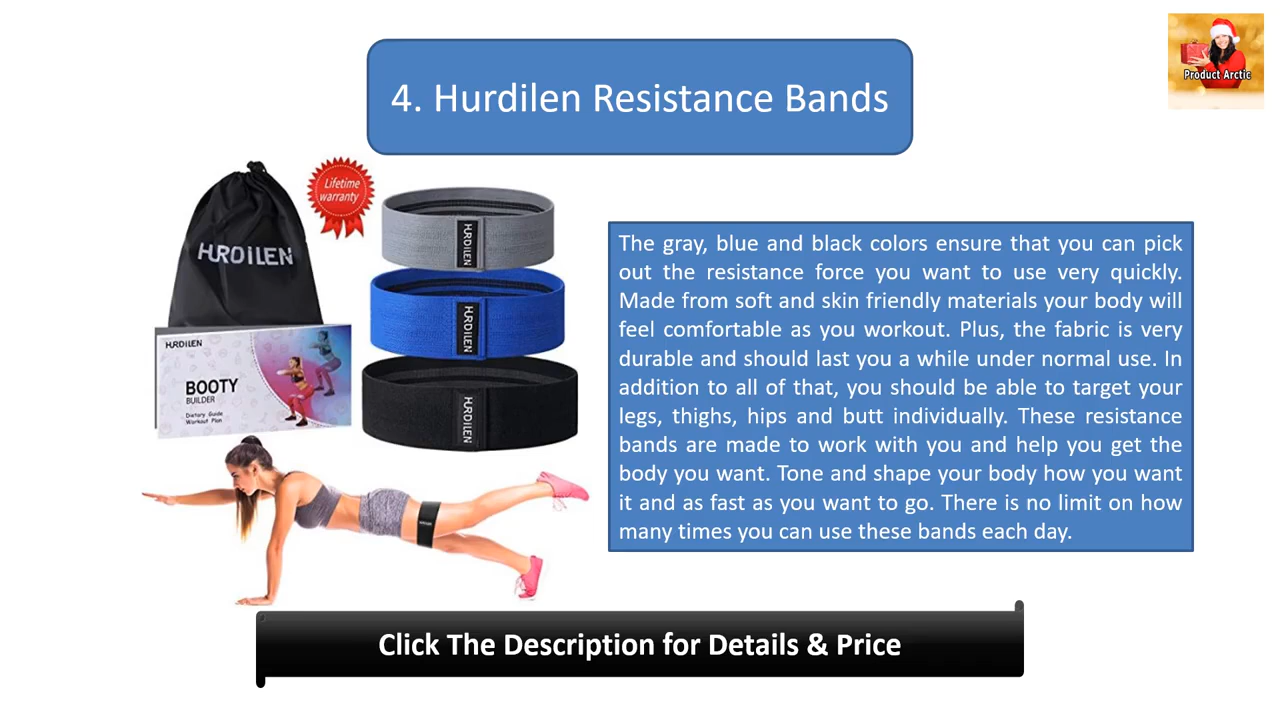 4. Hurdilen Resistance Bands
Product Arctic
Lifetime
warranty
HURDILEN
HURDILEN
HURDILEN
HURDILEN
HURDILEN
BOOTY
BUILDER
Dietary Guide
Workout Plan
The gray, blue and black colors ensure that you can pick
out the resistance force you want to use very quickly.
Made from soft and skin friendly materials your body will
feel comfortable as you workout. Plus, the fabric is very
durable and should last you a while under normal use. In
addition to all of that, you should be able to target your
legs, thighs, hips and butt individually. These resistance
bands are made to work with you and help you get the
body you want. Tone and shape your body how you want
it and as fast as you want to go. There is no limit on how
many times you can use these bands each day.
Click The Description for Details & Price